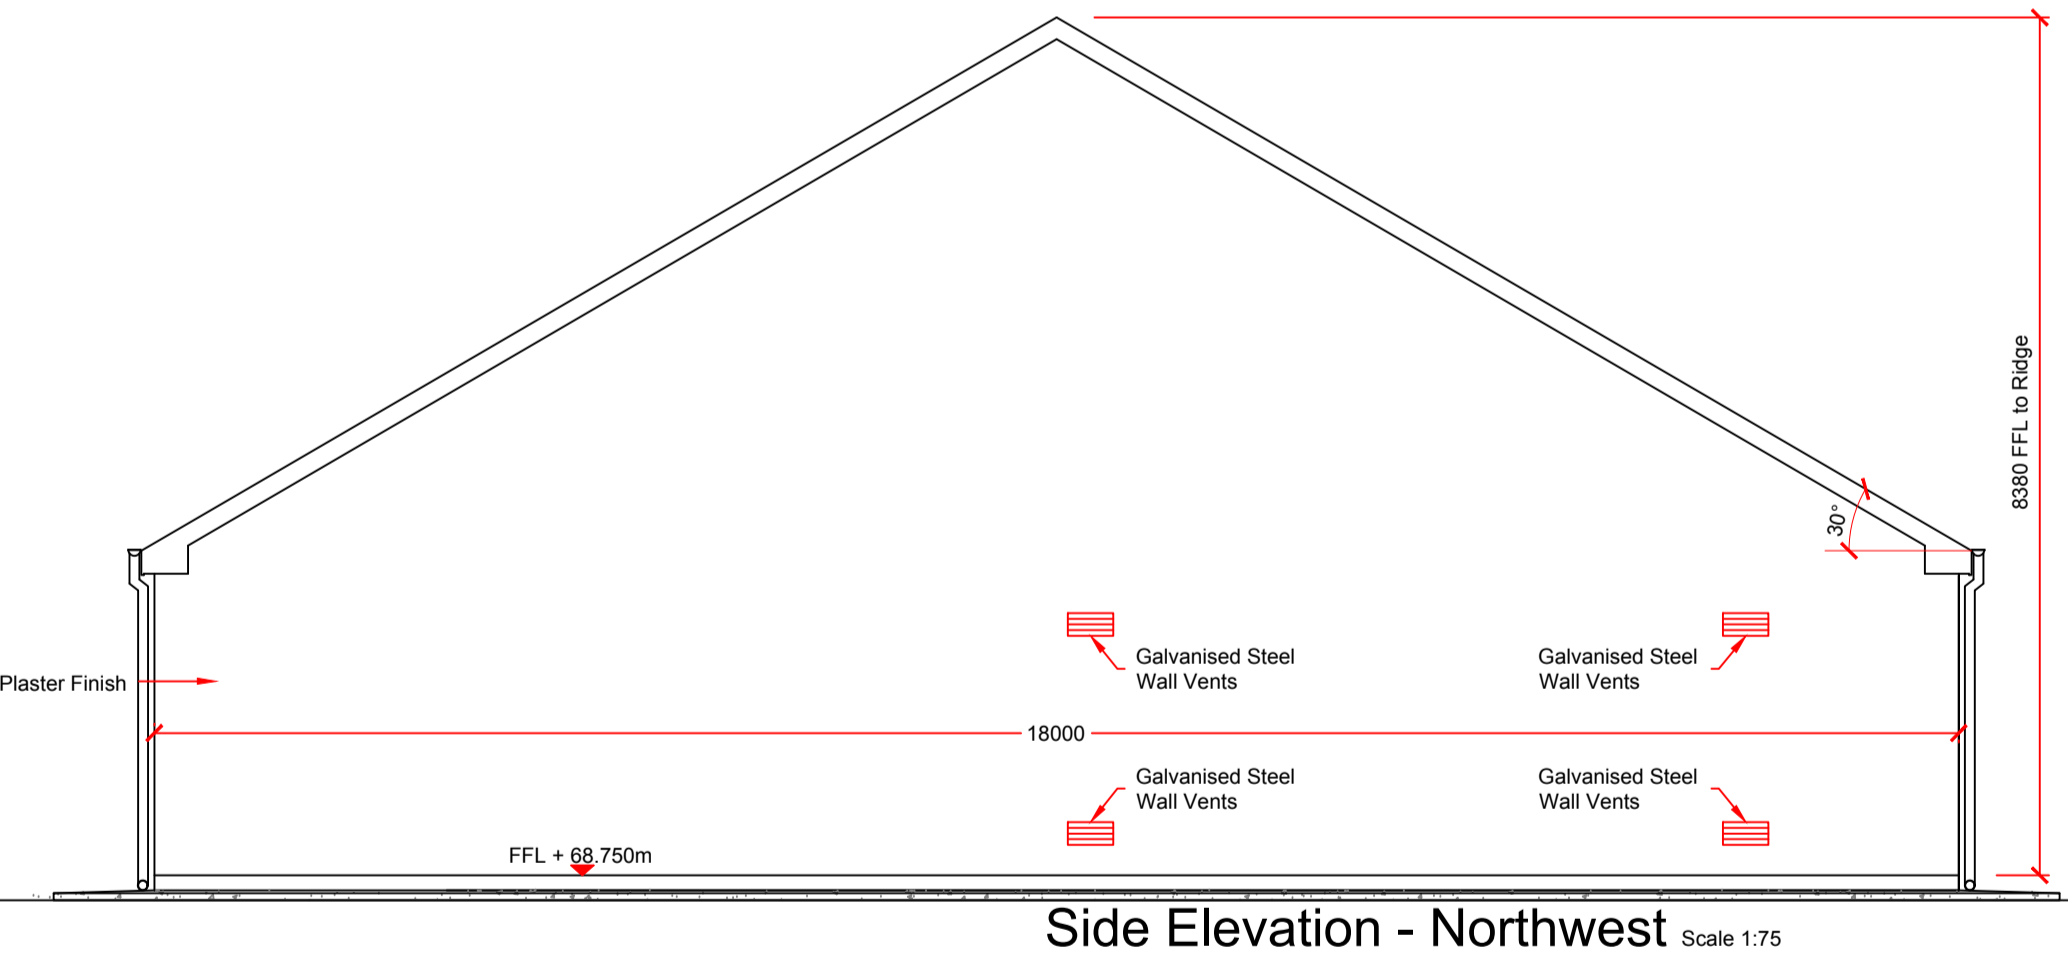 8380 FFL to Ridge
30°
Galvanised Steel
Wall Vents
Galvanised Steel
Wall Vents
Plaster Finish
18000
Galvanised Steel
Wall Vents
Galvanised Steel
Wall Vents
FFL + 68.750m
Side Elevation - Northwest Scale 1:75